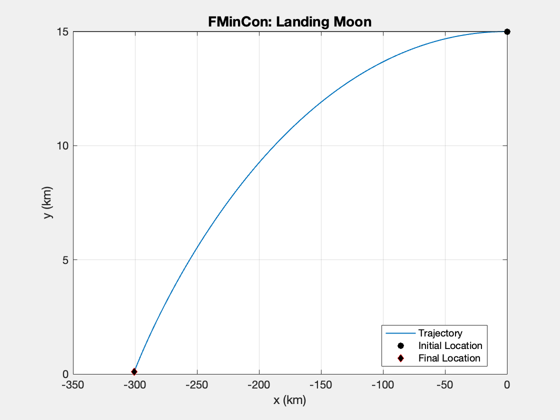 FMinCon: Landing Moon
15
10
5
0
y (km)
-350
-300
-250
-200
-150
-100
-50
0
x (km)
Trajectory
Initial Location
Final Location